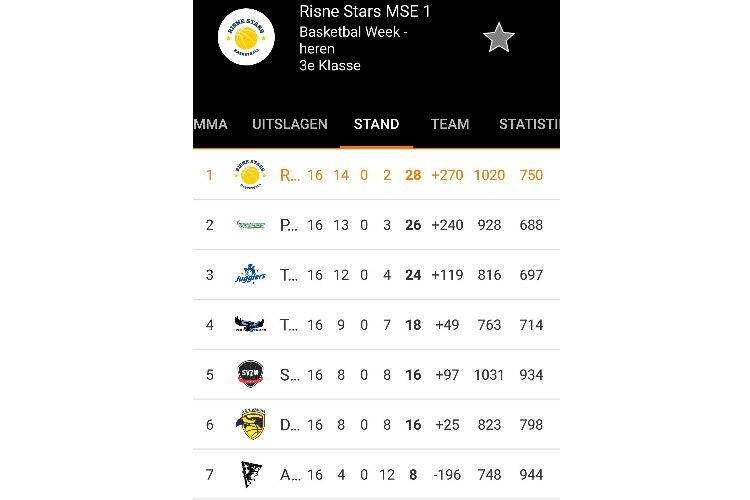 RISNE STARS
BASKETBALL
Risne Stars MSE 1
Basketbal Week -
heren
3e Klasse
MMA UITSLAGEN STAND TEAM STATISTI
1 RISNE STARS R... 16 14 0 2 28 +270 1020 750
2 P... 16 13 0 3 26 +240 928 688
3 Jugglers T... 16 12 0 4 24 +119 816 697
4 T... 16 9 0 7 18 +49 763 714
5 SVZW S... 16 8 0 8 16 +97 1031 934
6 D... 16 8 0 8 16 +25 823 798
7 A... 16 4 0 12 8 -196 748 944